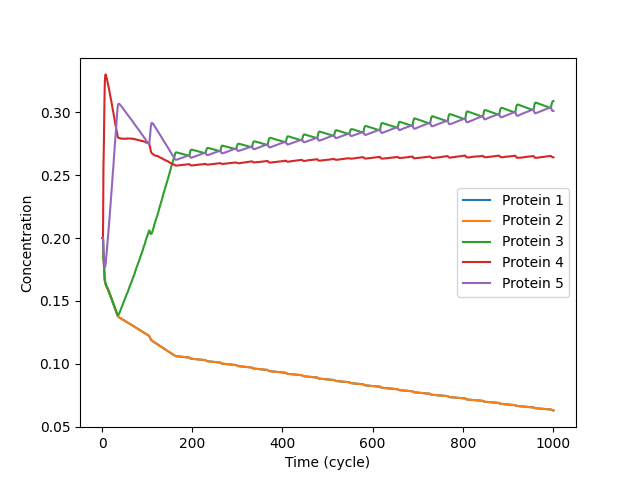 Concentration
0.30
0.25
0.20
0.15
0.10
0.05
Protein 1
Protein 2
Protein 3
Protein 4
Protein 5
0 200 400 600 800 1000
Time (cycle)